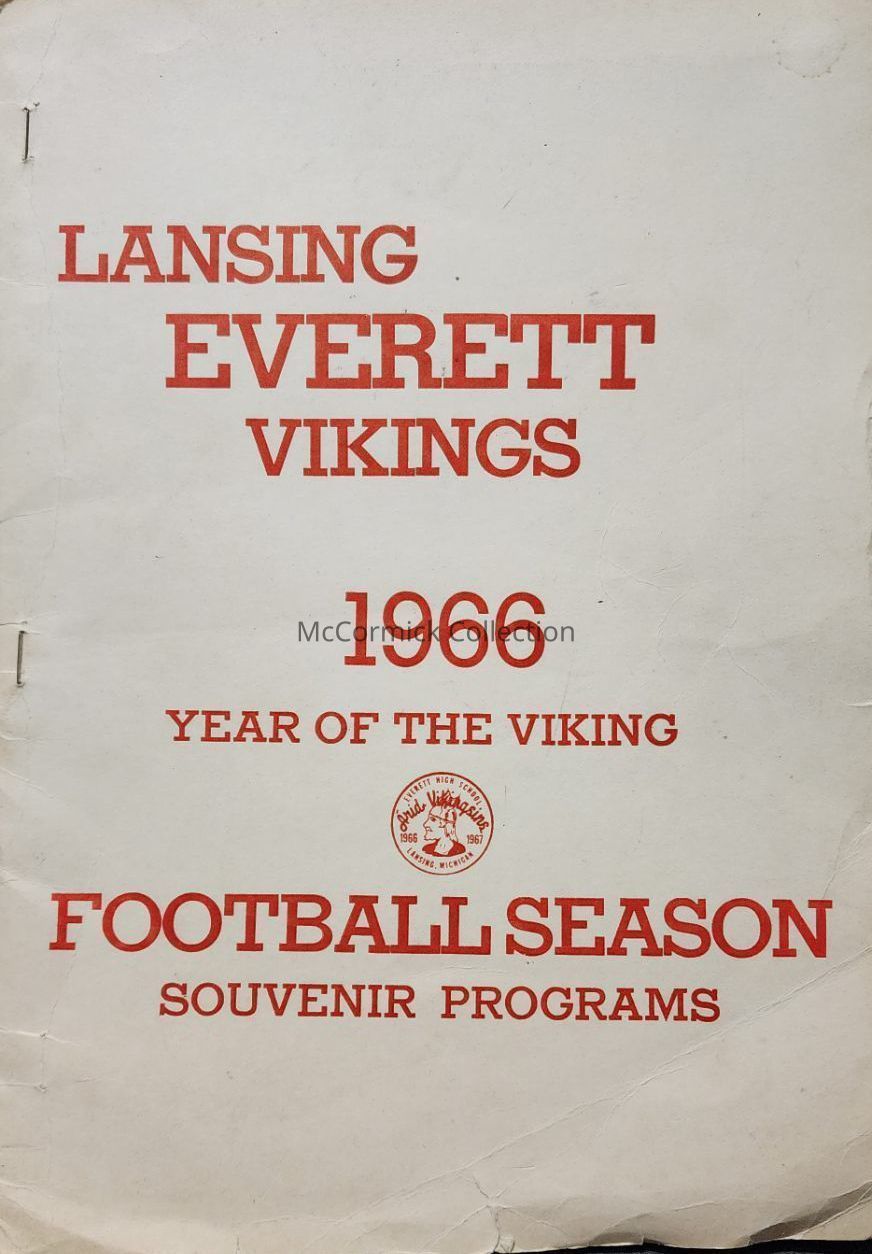 LANSING
EVERETT
VIKINGS
1966
McCormick Collection
YEAR OF THE VIKING
EVERETT HIGH SCHOOL
Grid Vikingsine
1966 1967
LANSING, MICHIGAN
FOOTBALL SEASON
SOUVENIR PROGRAMS